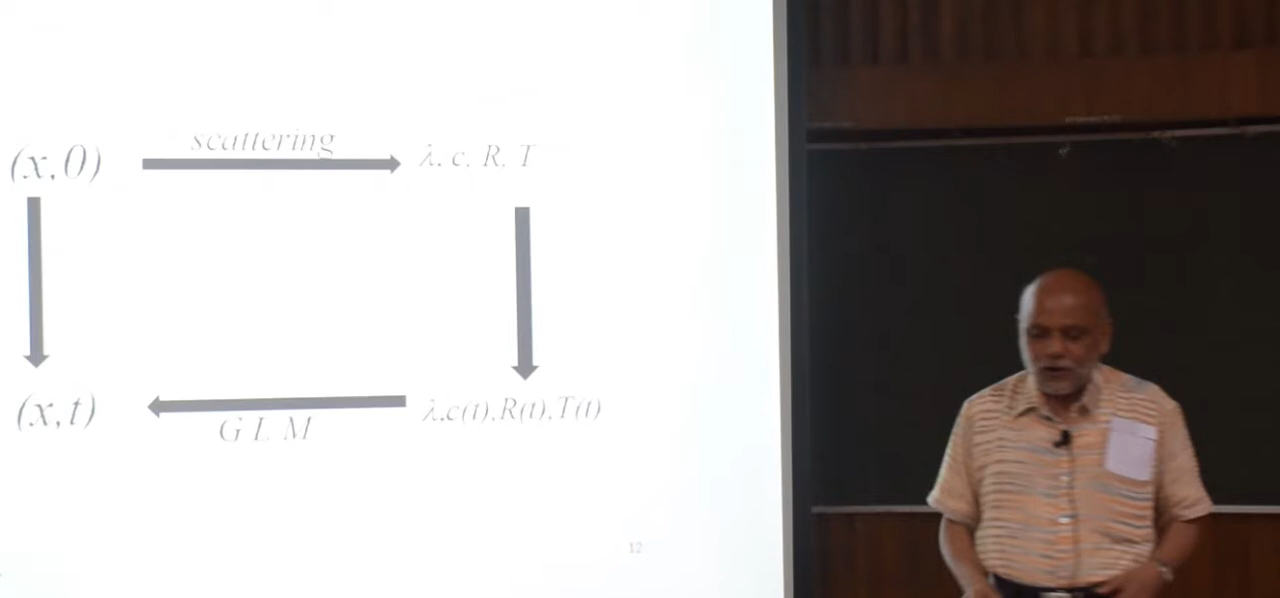 scattering
(x,0) λ, c, R, T
(x,t) λ,c(t),R(t),T(t)
G L M
12